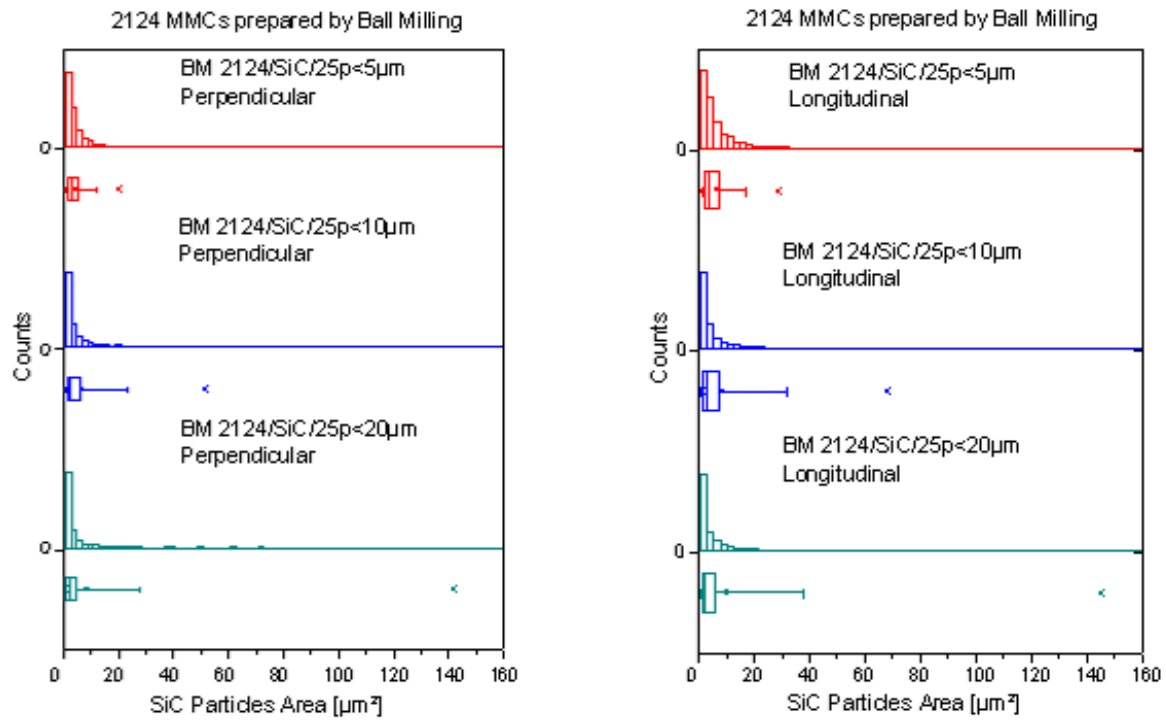 2124 MMCs prepared by Ball Milling
BM 2124/SiC/25p<5µm
Perpendicular
0
BM 2124/SiC/25p<10µm
Perpendicular
Counts
0
BM 2124/SiC/25p<20µm
Perpendicular
0
0 20 40 60 80 100 120 140 160
SiC Particles Area [µm²]
2124 MMCs prepared by Ball Milling
BM 2124/SiC/25p<5µm
Longitudinal
0
BM 2124/SiC/25p<10µm
Longitudinal
Counts
0
BM 2124/SiC/25p<20µm
Longitudinal
0
0 20 40 60 80 100 120 140 160
SiC Particles Area [µm²]